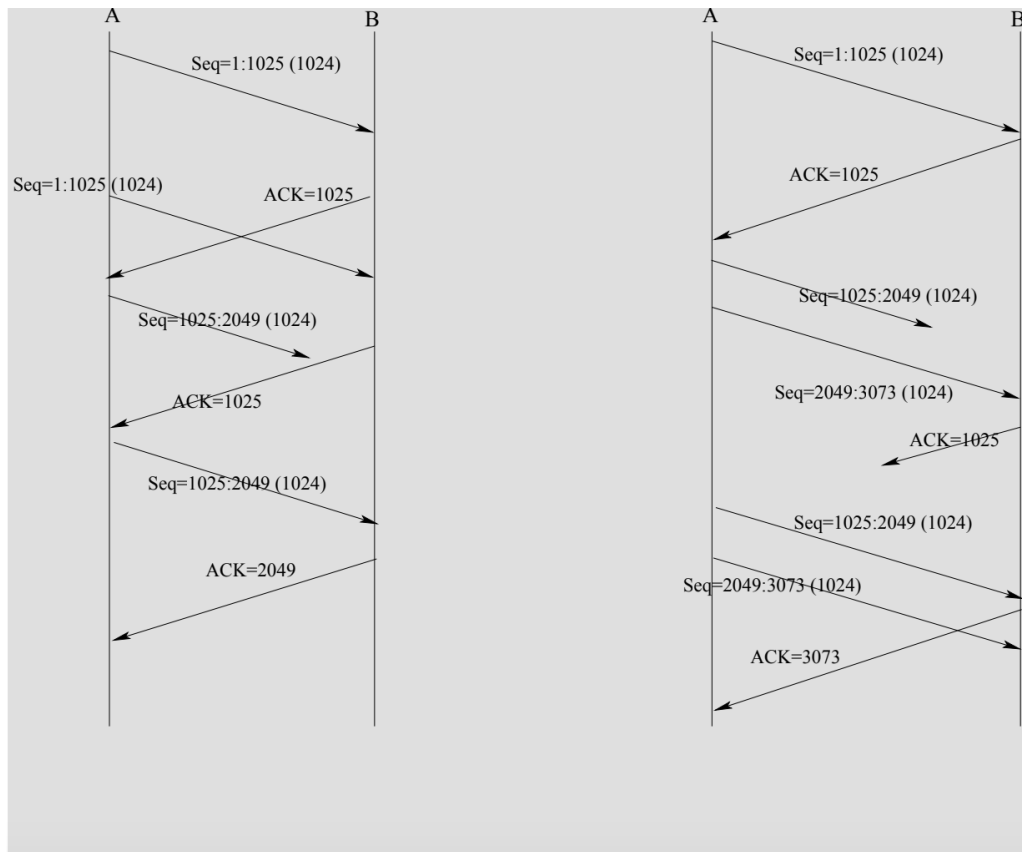 A
B
Seq=1:1025 (1024)
Seq=1:1025 (1024)
ACK=1025
Seq=1025:2049 (1024)
ACK=1025
Seq=1025:2049 (1024)
ACK=2049
A
B
Seq=1:1025 (1024)
ACK=1025
Seq=1025:2049 (1024)
Seq=2049:3073 (1024)
ACK=1025
Seq=1025:2049 (1024)
Seq=2049:3073 (1024)
ACK=3073